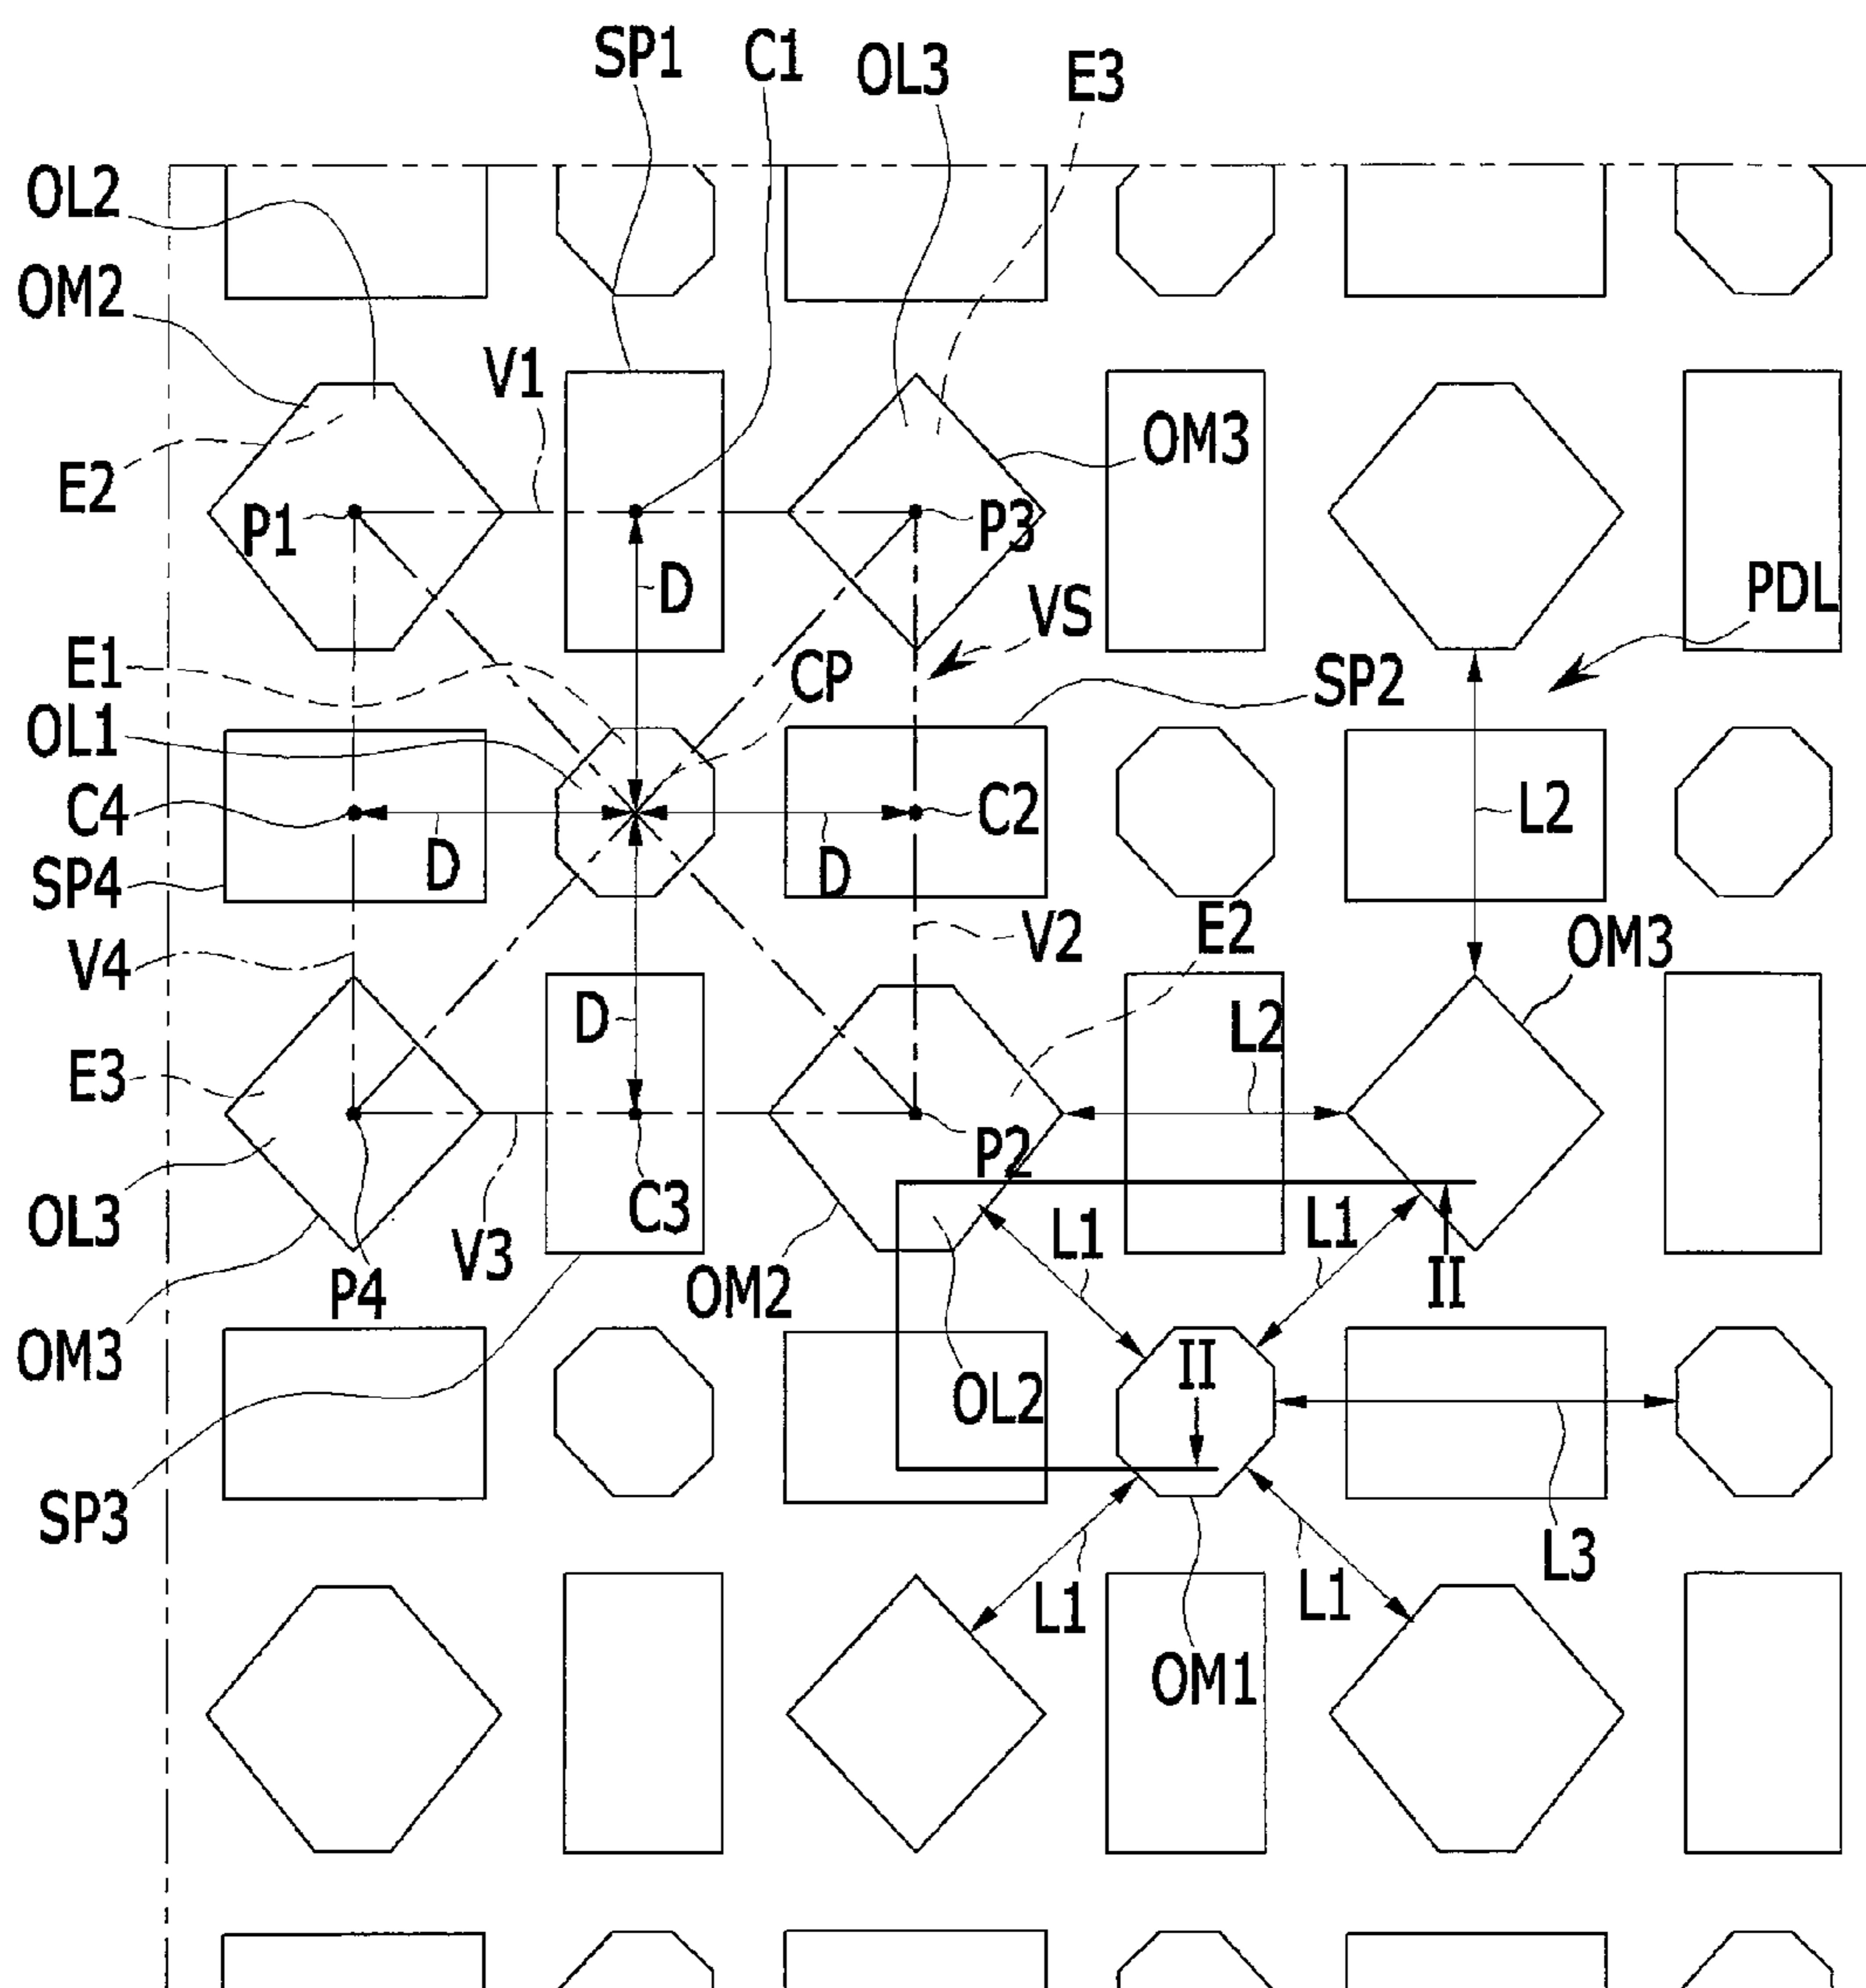 SP1 C1 OL3 E3
OL2
OM2
V1
OM3
E2
P1 P3
D
PDL
VS
E1
CP
SP2
OL1
C4 C2 L2
D D
SP4
V2 E2
V4 OM3
D L2
E3
P2
OL3 C3 L1 L1
V3
P4 OM2 II
OM3 II
OL2
SP3
L3
L1 L1
OM1